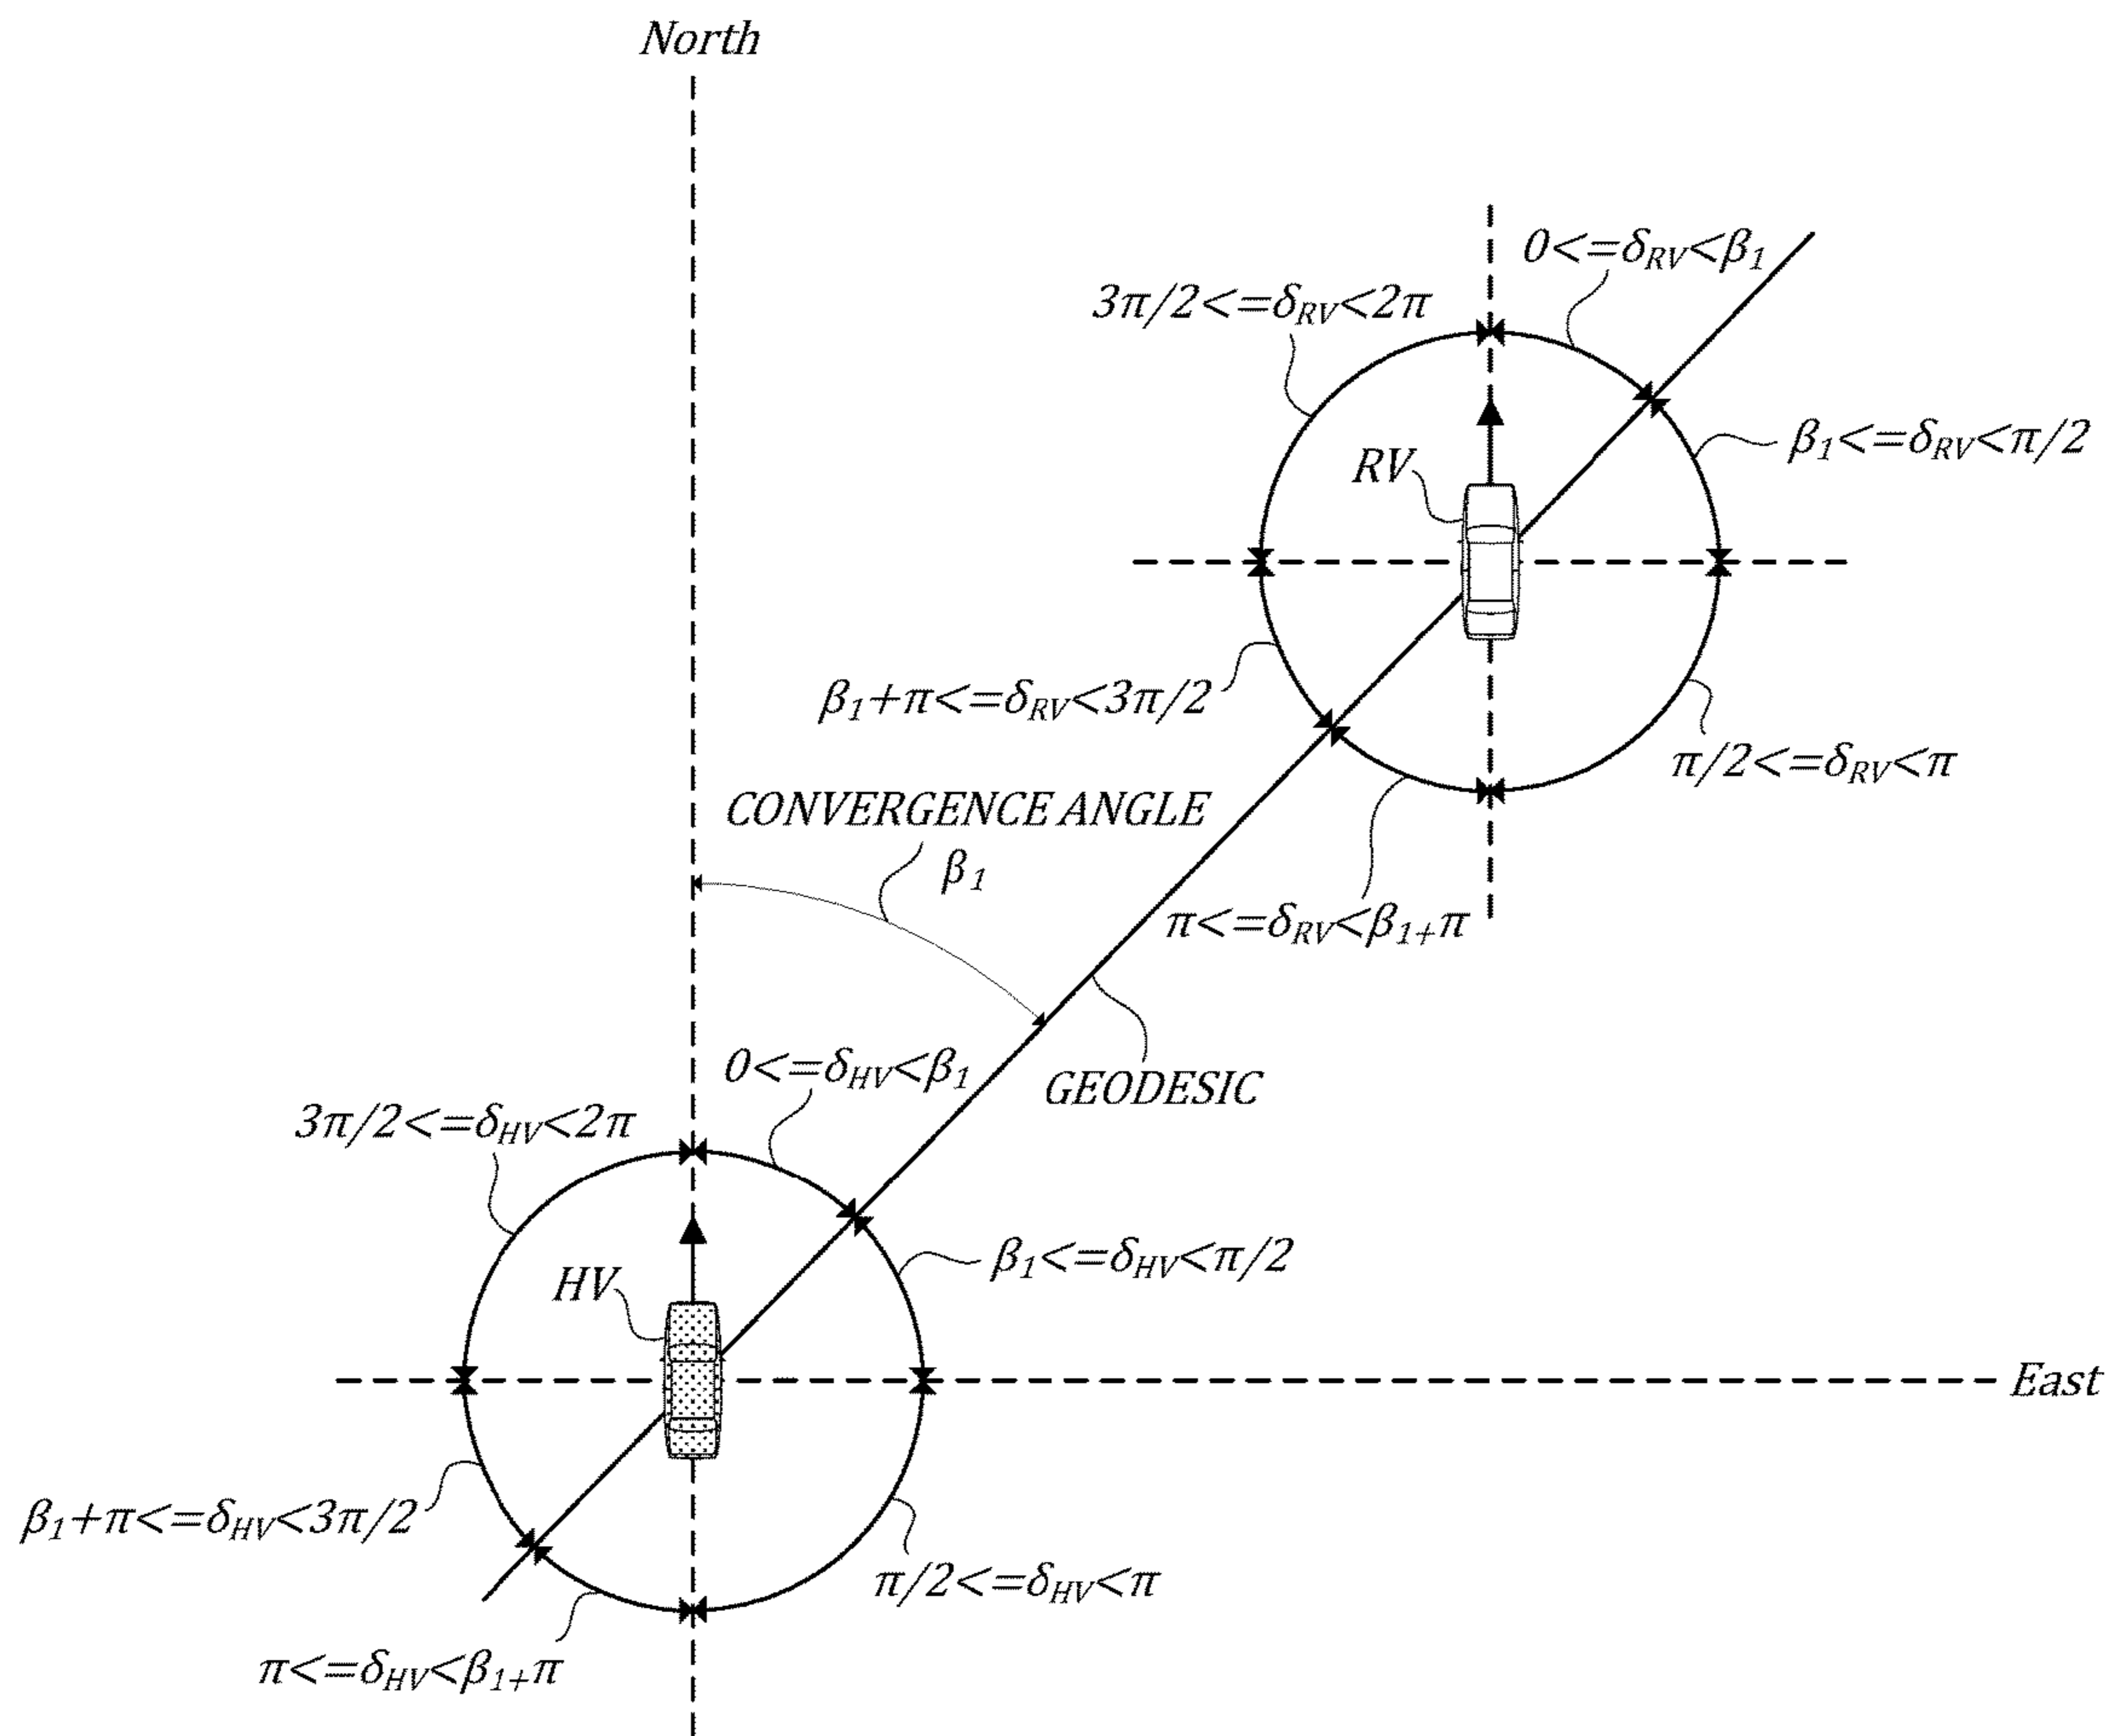 North
0<=δRV<β1
3π/2<=δRV<2π
β1<=δRV<π/2
RV
β1+π<=δRV<3π/2
π/2<=δRV<π
CONVERGENCE ANGLE
β1
π<=δRV<β1+π
0<=δHV<β1
GEODESIC
3π/2<=δHV<2π
β1<=δHV<π/2
HV
East
β1+π<=δHV<3π/2
π/2<=δHV<π
π<=δHV<β1+π